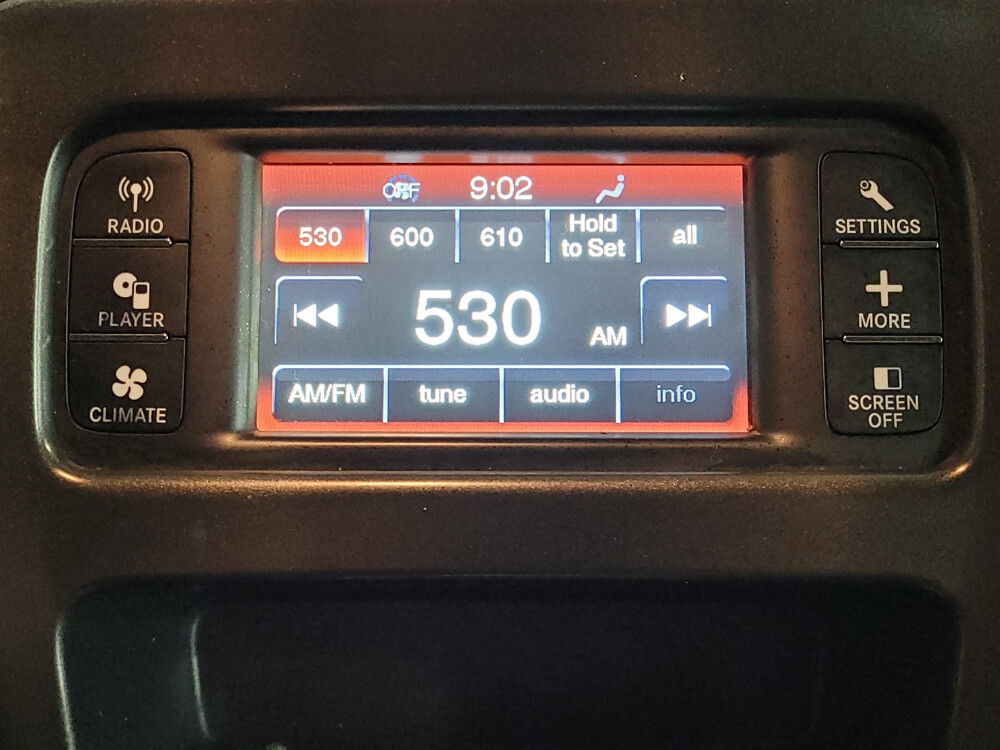 RADIO
PLAYER
CLIMATE
OFF
9:02
530
600
610
Hold
to Set
all
530
AM
AM/FM
tune
audio
info
SETTINGS
MORE
SCREEN
OFF